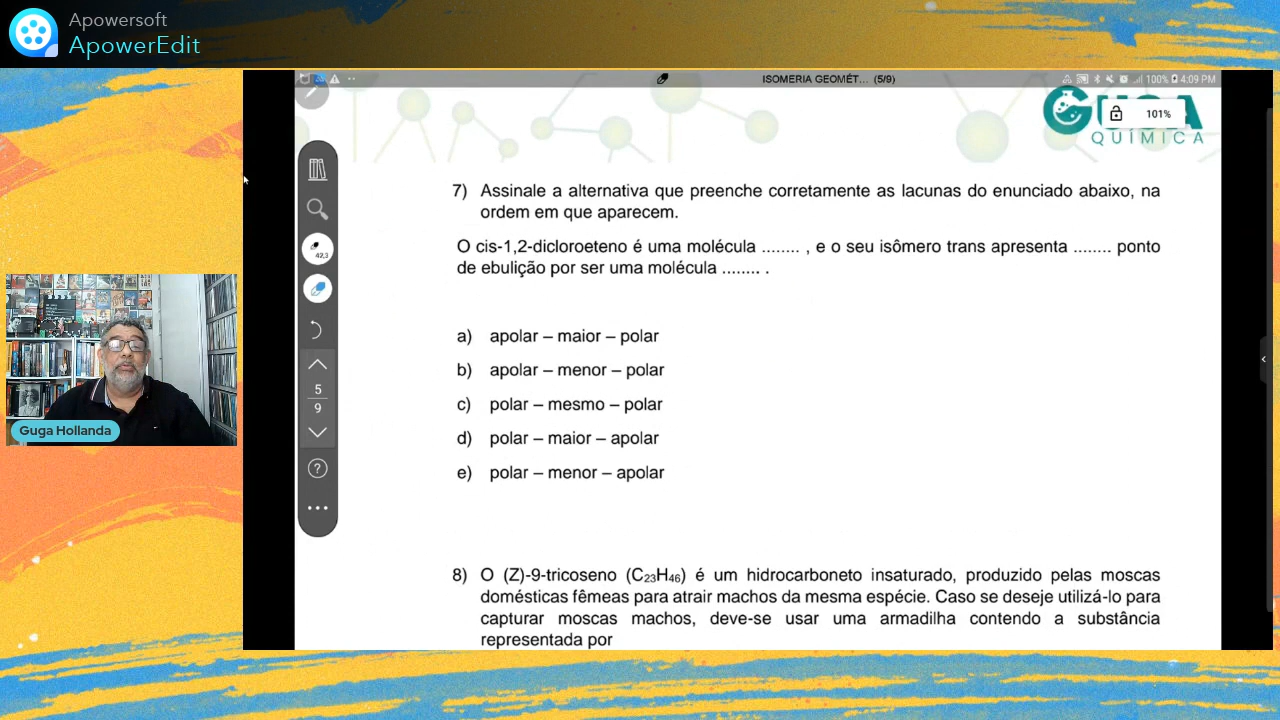 Apowersoft
ApowerEdit
ISOMERIA GEOMÉT... (5/9)
100% 4:09 PM
101%
QUÍMICA
42,3
5
9
Guga Hollanda
7) Assinale a alternativa que preenche corretamente as lacunas do enunciado abaixo, na
ordem em que aparecem.
O cis-1,2-dicloroeteno é uma molécula ........ , e o seu isômero trans apresenta ........ ponto
de ebulição por ser uma molécula ........ .
a) apolar – maior – polar
b) apolar – menor – polar
c) polar – mesmo – polar
d) polar – maior – apolar
e) polar – menor – apolar
8) O (Z)-9-tricoseno (C₂₃H₄₆) é um hidrocarboneto insaturado, produzido pelas moscas
domésticas fêmeas para atrair machos da mesma espécie. Caso se deseje utilizá-lo para
capturar moscas machos, deve-se usar uma armadilha contendo a substância
representada por